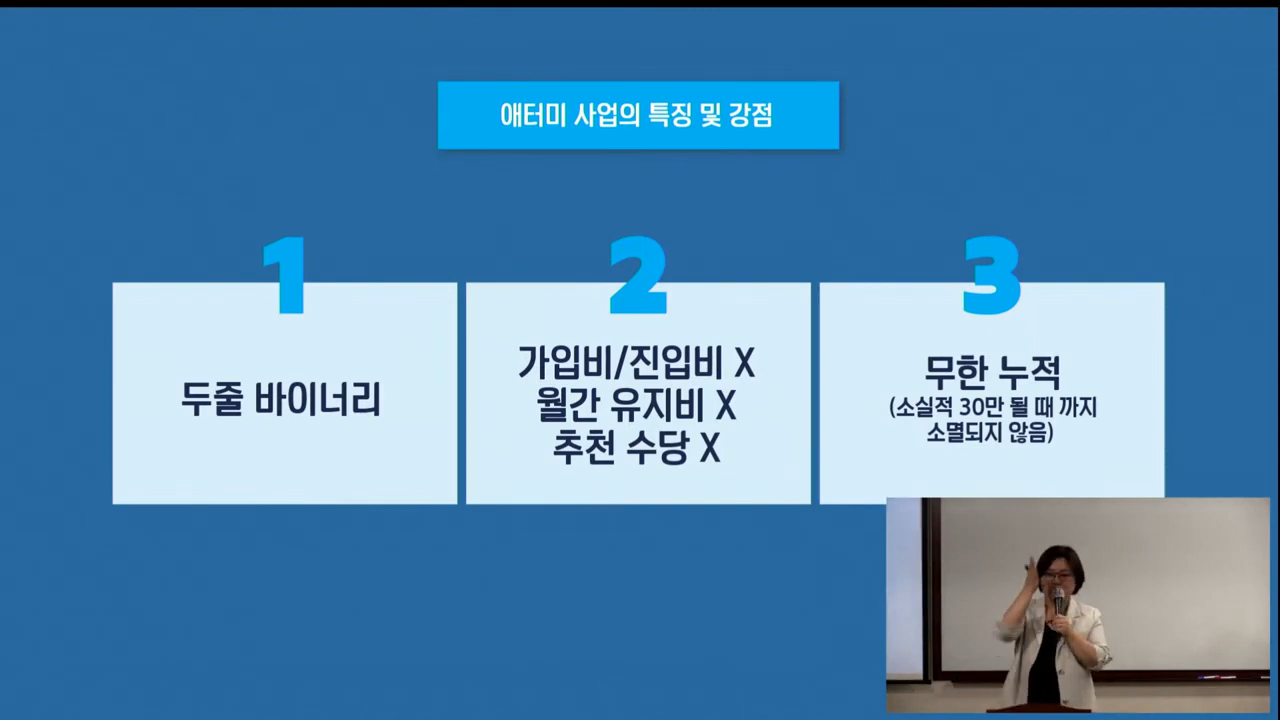 애터미 사업의 특징 및 강점
1
두줄 바이너리
2
가입비/진입비 X
월간 유지비 X
추천 수당 X
3
무한 누적
(소실적 30만 될 때 까지
소멸되지 않음)